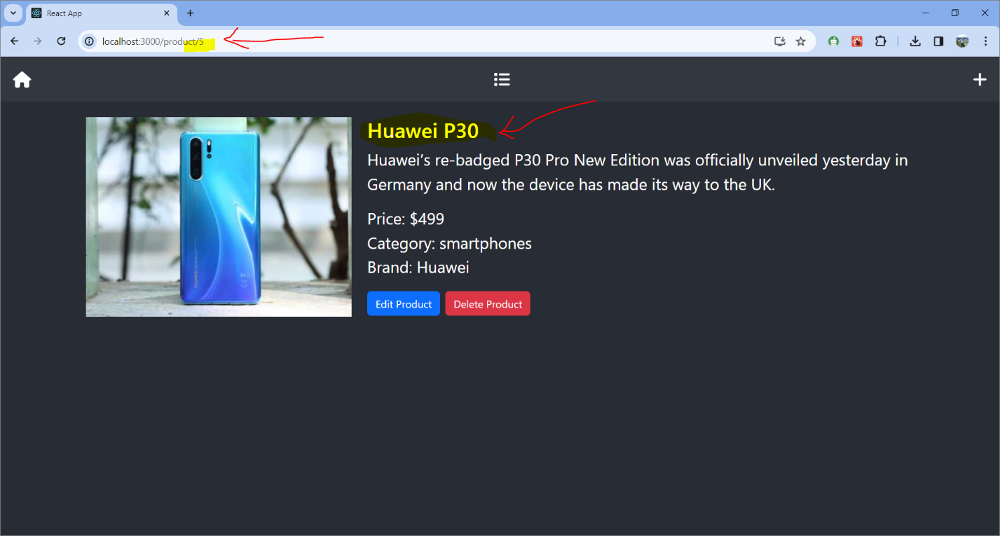 React App
localhost:3000/product/5
Huawei P30
Huawei’s re-badged P30 Pro New Edition was officially unveiled yesterday in
Germany and now the device has made its way to the UK.
Price: $499
Category: smartphones
Brand: Huawei
Edit Product
Delete Product
HUAWEI